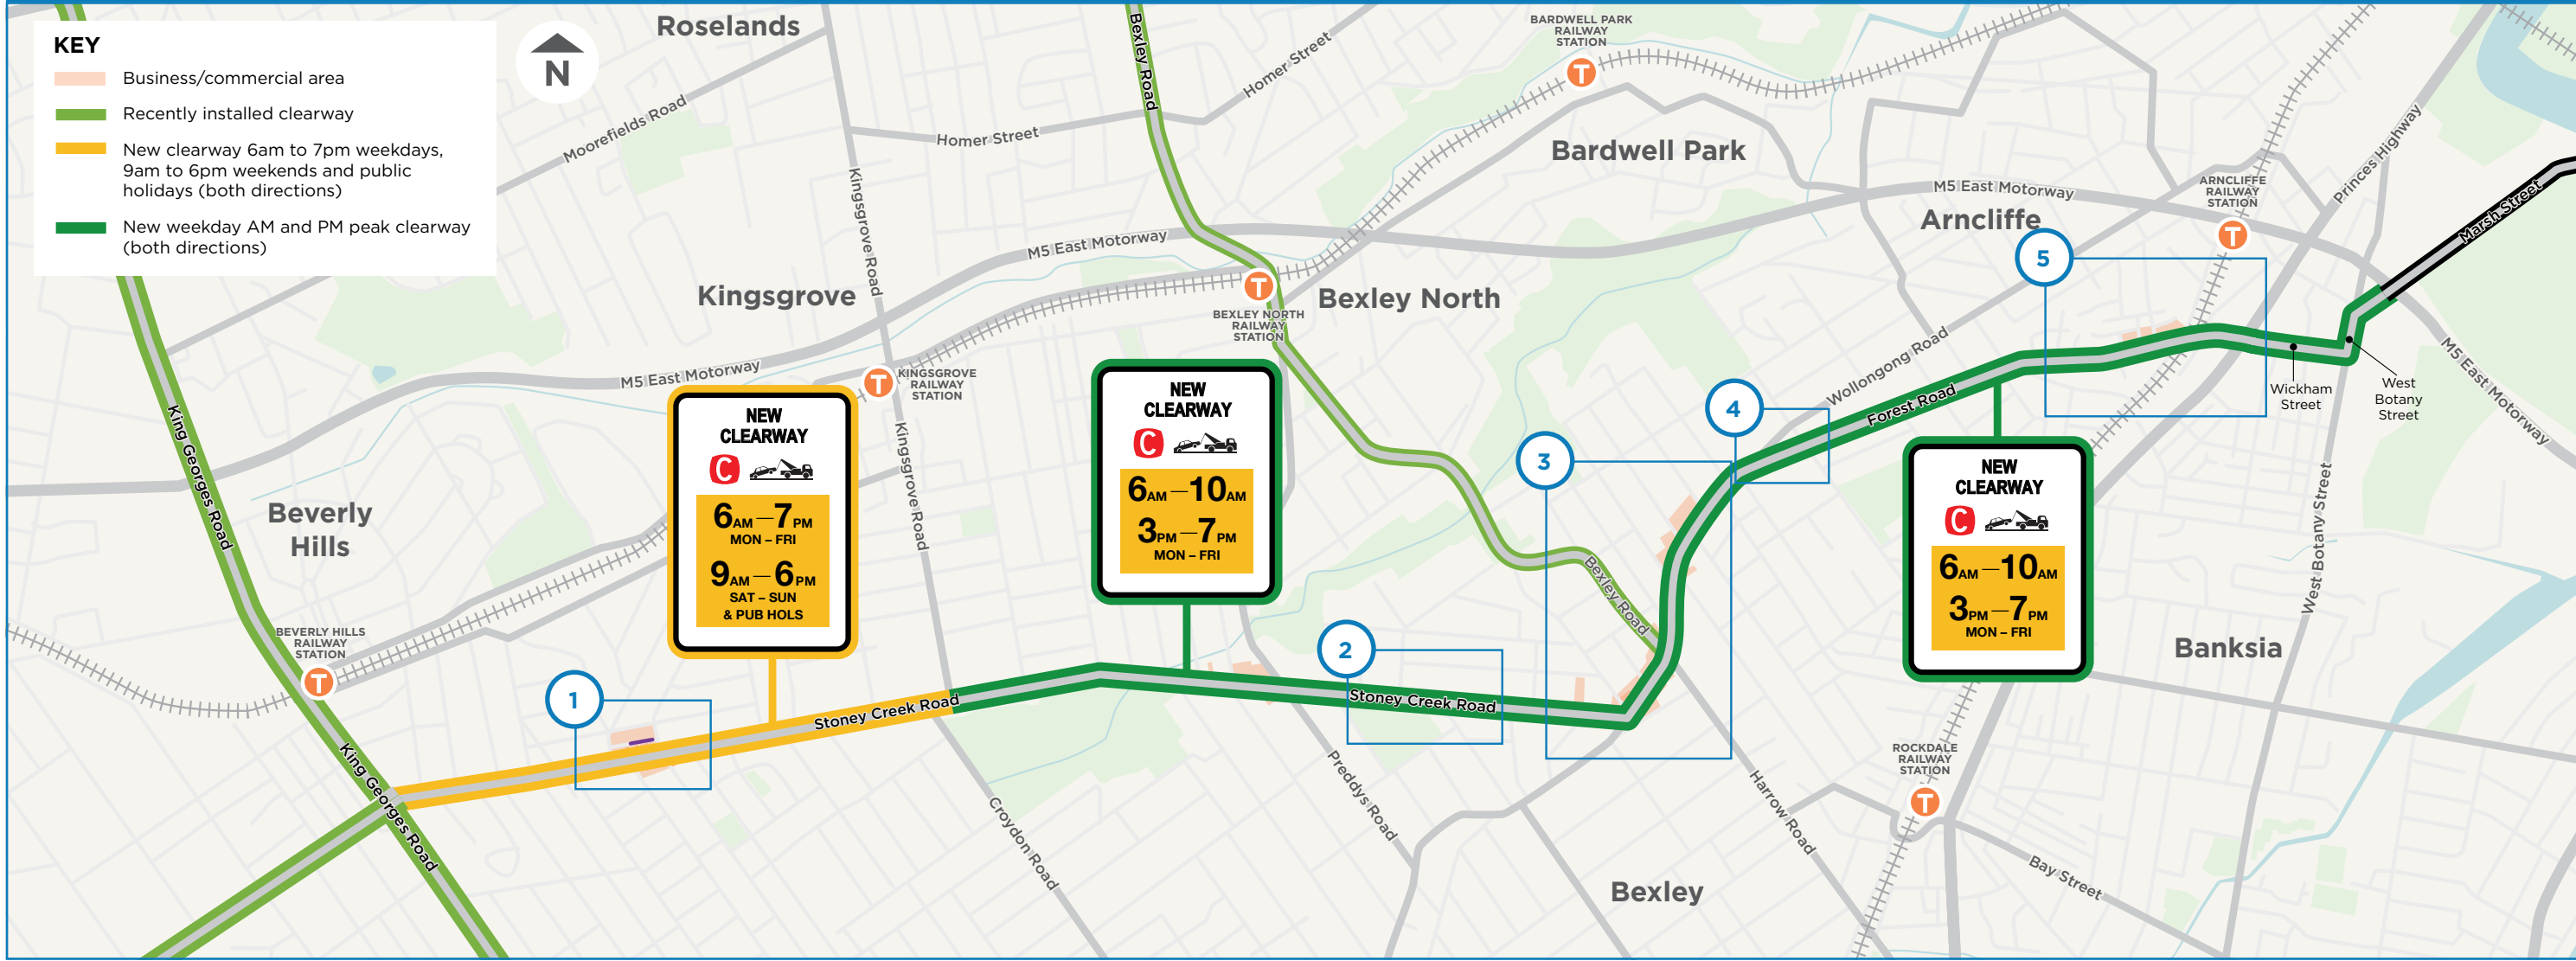 KEY
Business/commercial area
Recently installed clearway
New clearway 6am to 7pm weekdays,
9am to 6pm weekends and public
holidays (both directions)
New weekday AM and PM peak clearway
(both directions)
N
Roselands
Moorefields Road
Kingsgrove Road
Homer Street
Homer Street
Bexley Road
BARDWELL PARK
RAILWAY
STATION
T
Bardwell Park
M5 East Motorway
Arncliffe
ARNCLIFFE
RAILWAY
STATION
T
Princes Highway
Marsh Street
M5 East Motorway
Kingsgrove
M5 East Motorway
T
BEXLEY NORTH
RAILWAY
STATION
Bexley North
M5 East Motorway
T
KINGSGROVE
RAILWAY
STATION
Kingsgrove Road
King Georges Road
Beverly
Hills
BEVERLY HILLS
RAILWAY
STATION
T
King Georges Road
NEW
CLEARWAY
C
6AM—7PM
MON – FRI
9AM—6PM
SAT – SUN
& PUB HOLS
NEW
CLEARWAY
C
6AM—10AM
3PM—7PM
MON – FRI
NEW
CLEARWAY
C
6AM—10AM
3PM—7PM
MON – FRI
1
2
3
4
5
Wollongong Road
Forest Road
Wickham
Street
West
Botany
Street
West Botany Street
Bexley Road
Stoney Creek Road
Stoney Creek Road
Croydon Road
Preddys Road
Harrow Road
Bexley
ROCKDALE
RAILWAY
STATION
T
Bay Street
Banksia